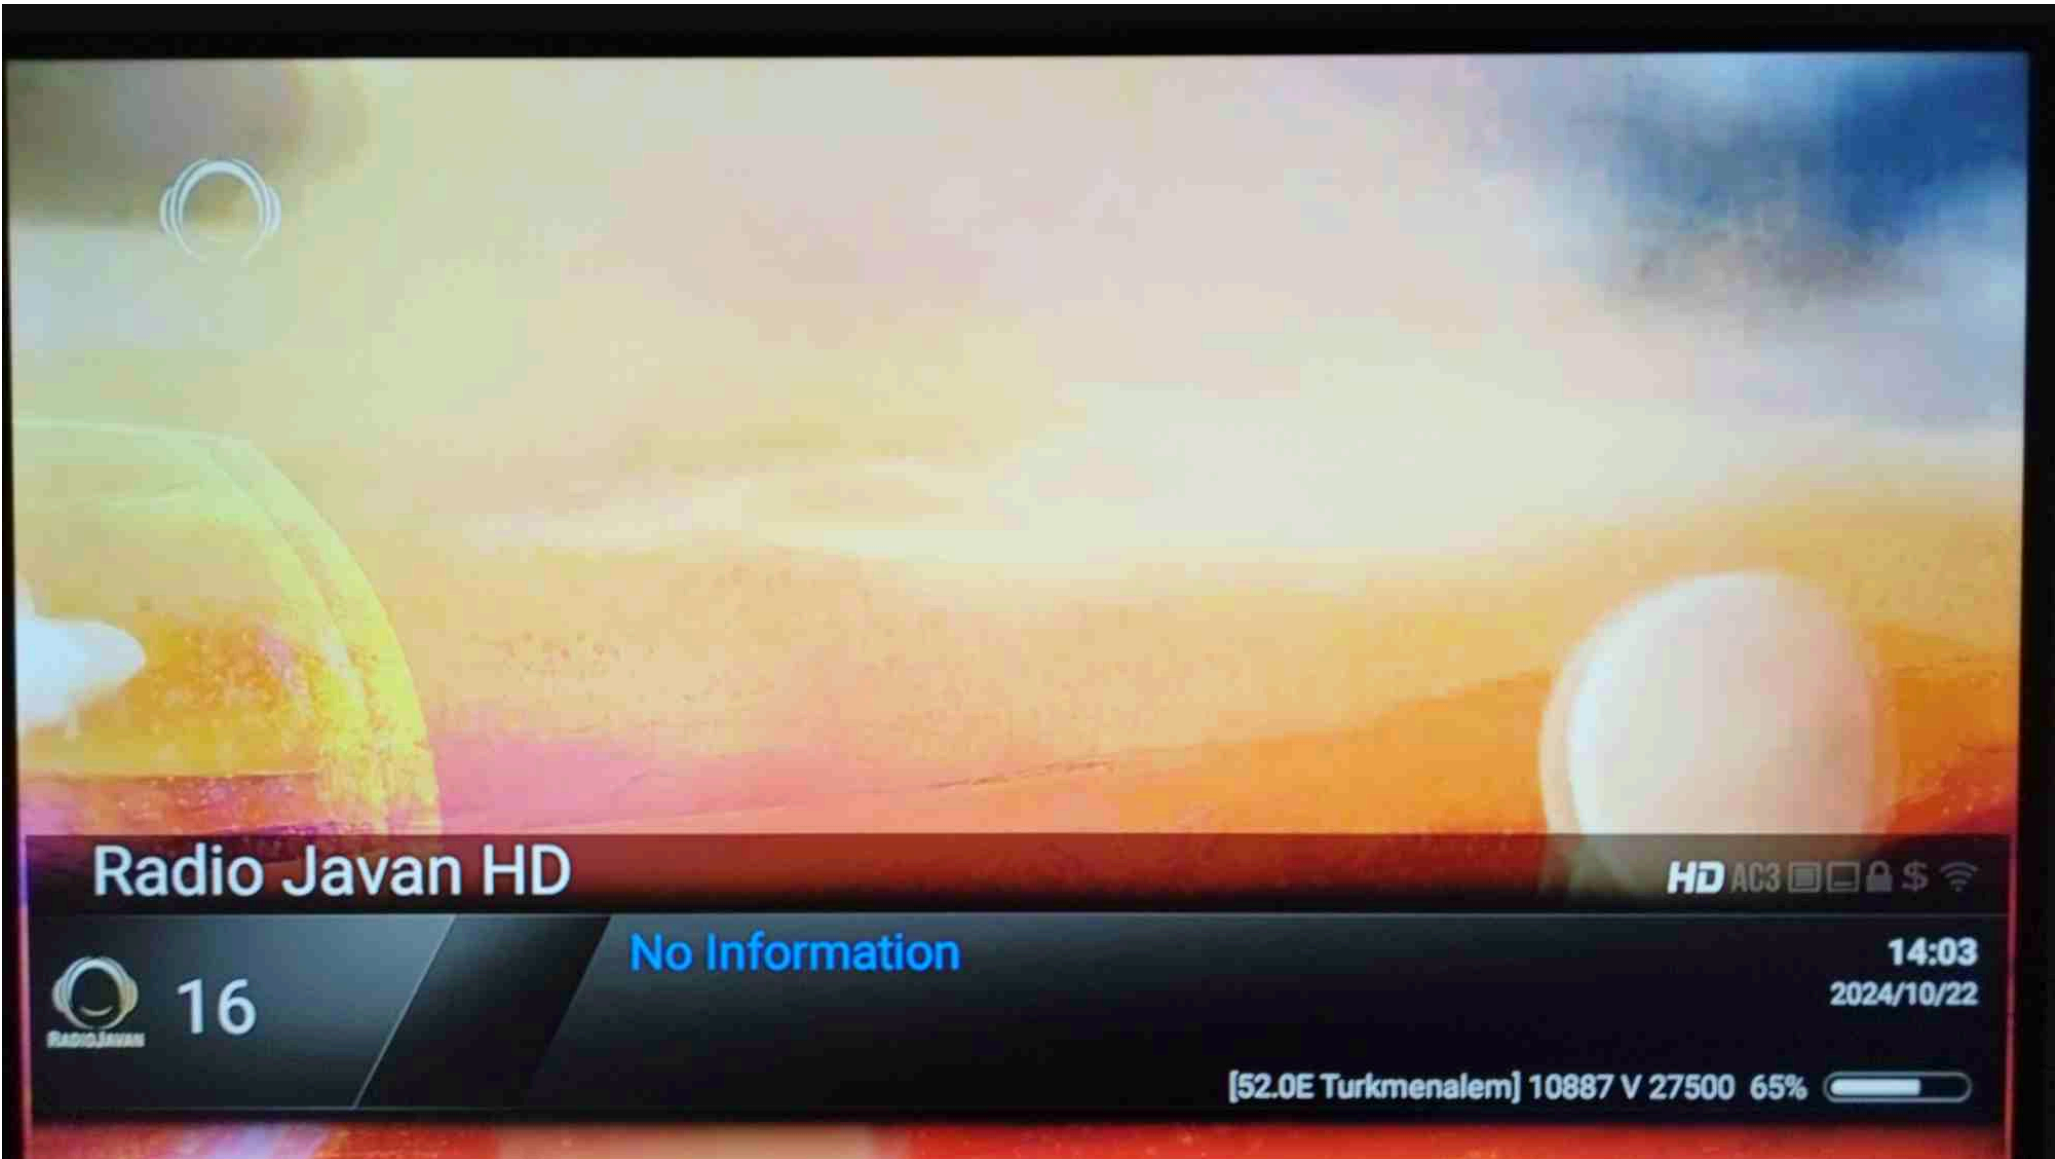 Radio Javan HD
HD AC3 $
RADIOJAVAN
16
No Information
14:03
2024/10/22
[52.0E Turkmenalem] 10887 V 27500 65%